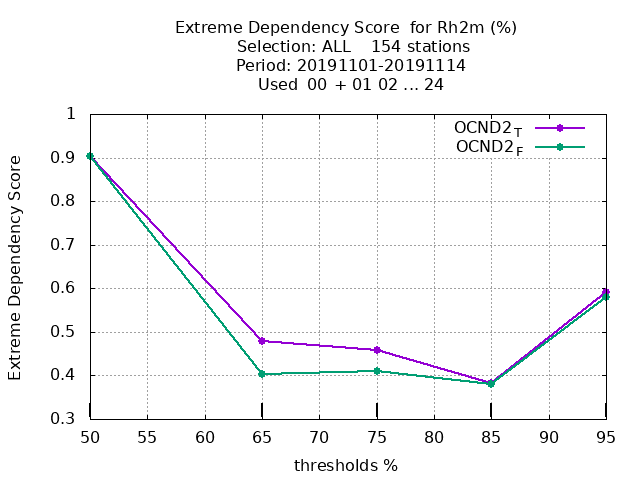 Extreme Dependency Score  for Rh2m (%)
Selection: ALL    154 stations
Period: 20191101-20191114
Used  00 + 01 02 ... 24
OCND2T
OCND2F
1
0.9
0.8
0.7
0.6
0.5
0.4
0.3
Extreme Dependency Score
50 55 60 65 70 75 80 85 90 95
thresholds %